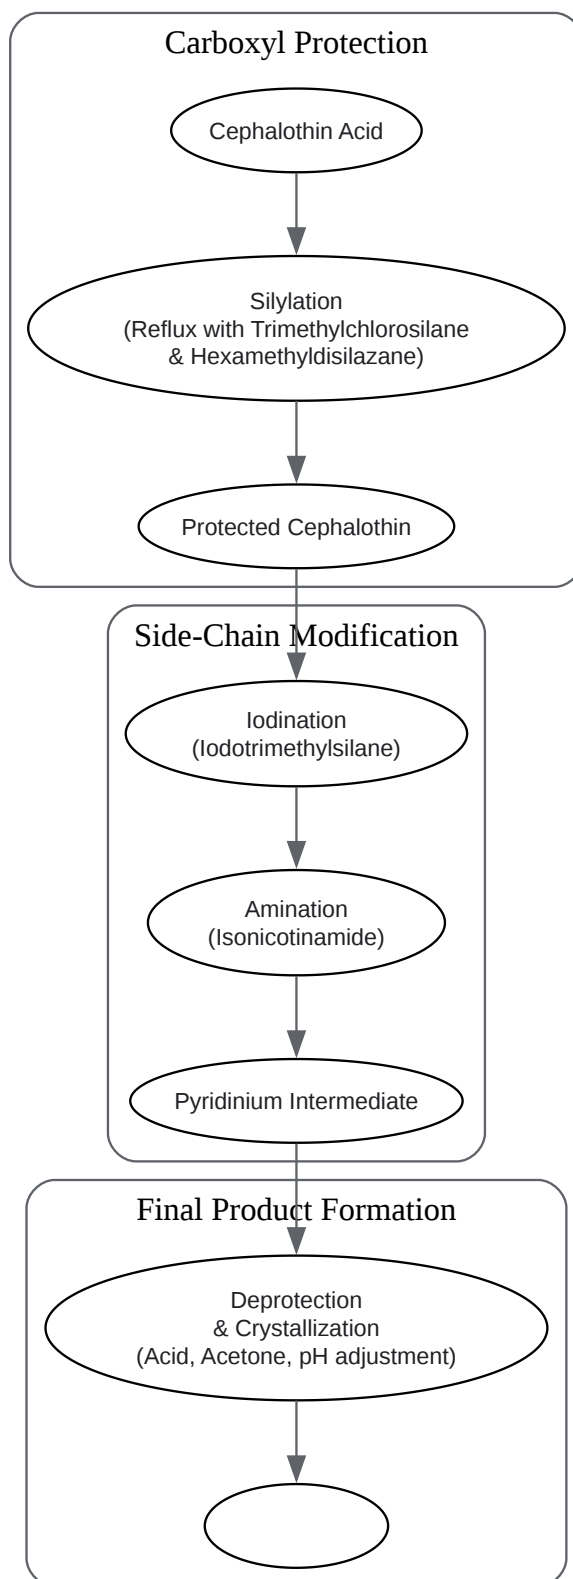 Carboxyl Protection
Cephalothin Acid
Silylation
(Reflux with Trimethylchlorosilane
& Hexamethyldisilazane)
Protected Cephalothin
Side-Chain Modification
Iodination
(Iodotrimethylsilane)
Amination
(Isonicotinamide)
Pyridinium Intermediate
Final Product Formation
Deprotection
& Crystallization
(Acid, Acetone, pH adjustment)